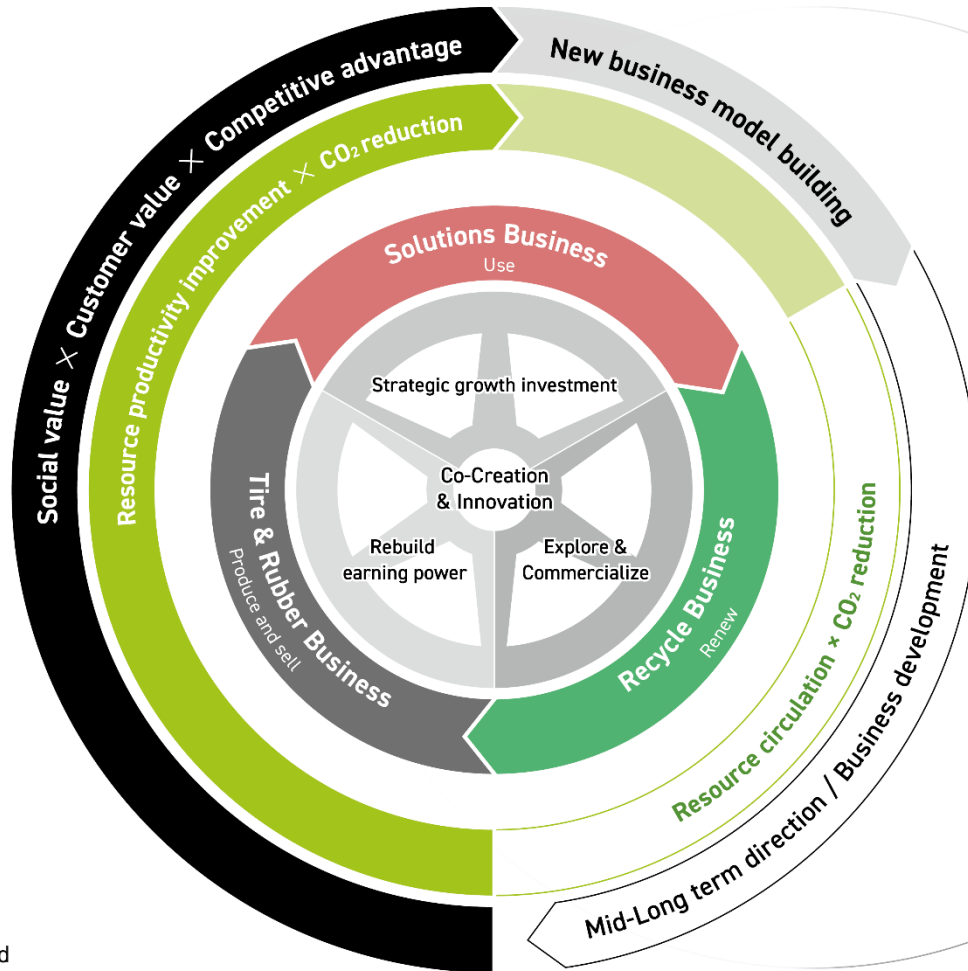 Social value × Customer value × Competitive advantage
New business model building
Mid-Long term direction / Business development
Resource productivity improvement × CO₂ reduction
Resource circulation × CO₂ reduction
Solutions Business
Use
Recycle Business
Renew
Tire & Rubber Business
Produce and sell
Strategic growth investment
Co-Creation
& Innovation
Rebuild
earning power
Explore &
Commercialize
d